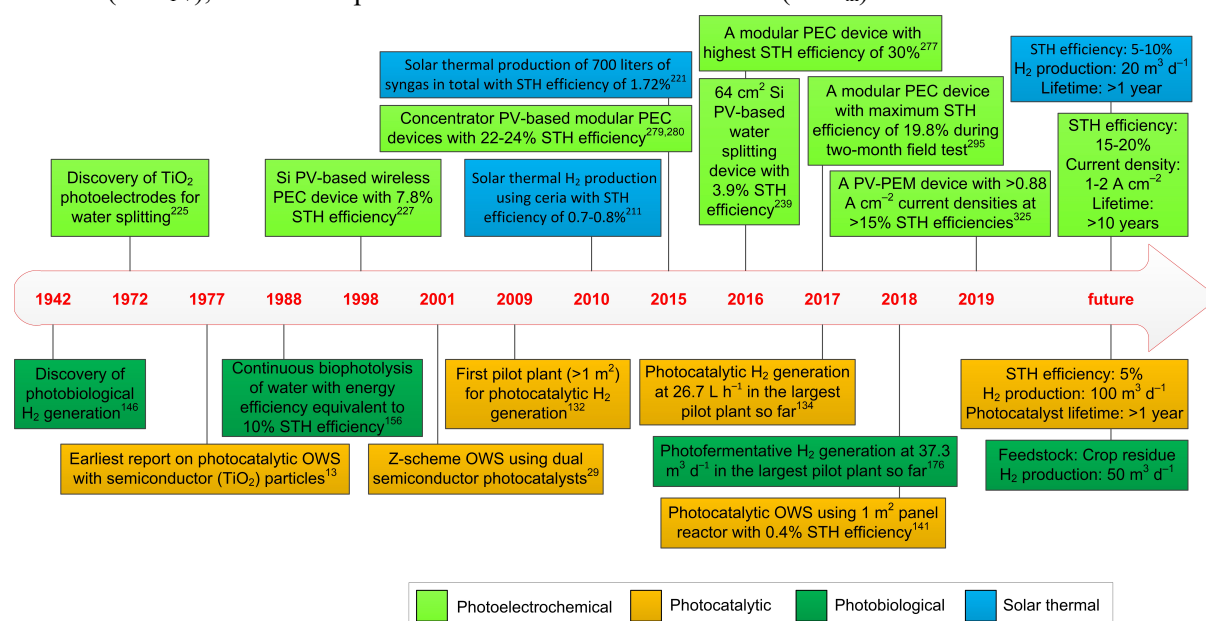 A modular PEC device with
highest STH efficiency of 30%277
STH efficiency: 5-10%
H2 production: 20 m3 d–1
Lifetime: >1 year
Solar thermal production of 700 liters of
syngas in total with STH efficiency of 1.72%221
64 cm2 Si
PV-based
water
splitting
device with
3.9% STH
efficiency239
A modular PEC device
with maximum STH
efficiency of 19.8% during
two-month field test295
Concentrator PV-based modular PEC
devices with 22-24% STH efficiency279,280
STH efficiency:
15-20%
Current density:
1-2 A cm–2
Lifetime:
>10 years
Discovery of TiO2
photoelectrodes for
water splitting225
Si PV-based wireless
PEC device with 7.8%
STH efficiency227
Solar thermal H2 production
using ceria with STH
efficiency of 0.7-0.8%211
A PV-PEM device with >0.88
A cm–2 current densities at
>15% STH efficiencies325
1942 1972 1977 1988 1998 2001 2009 2010 2015 2016 2017 2018 2019 future
Discovery of
photobiological
H2 generation146
Continuous biophotolysis
of water with energy
efficiency equivalent to
10% STH efficiency156
First pilot plant (>1 m2)
for photocatalytic H2
generation132
Photocatalytic H2 generation
at 26.7 L h–1 in the largest
pilot plant so far134
STH efficiency: 5%
H2 production: 100 m3 d–1
Photocatalyst lifetime: >1 year
Earliest report on photocatalytic OWS
with semiconductor (TiO2) particles13
Z-scheme OWS using dual
semiconductor photocatalysts29
Photofermentative H2 generation at 37.3
m3 d–1 in the largest pilot plant so far176
Feedstock: Crop residue
H2 production: 50 m3 d–1
Photocatalytic OWS using 1 m2 panel
reactor with 0.4% STH efficiency141
Photoelectrochemical Photocatalytic Photobiological Solar thermal